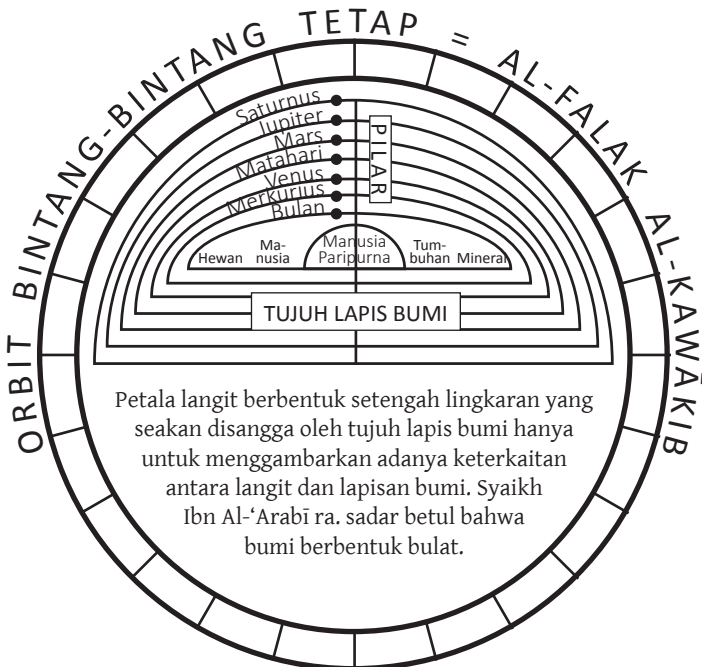 ORBIT BINTANG-BINTANG TETAP = AL-FALAK AL-KAWĀKIB
Saturnus
Jupiter
Mars
Matahari
Venus
Merkurius
Bulan
PILAR
Hewan
Ma-
nusia
Manusia
Paripurna
Tum-
buhan
Mineral
TUJUH LAPIS BUMI
Petala langit berbentuk setengah lingkaran yang
seakan disangga oleh tujuh lapis bumi hanya
untuk menggambarkan adanya keterkaitan
antara langit dan lapisan bumi. Syaikh
Ibn Al-‘Arabī ra. sadar betul bahwa
bumi berbentuk bulat.